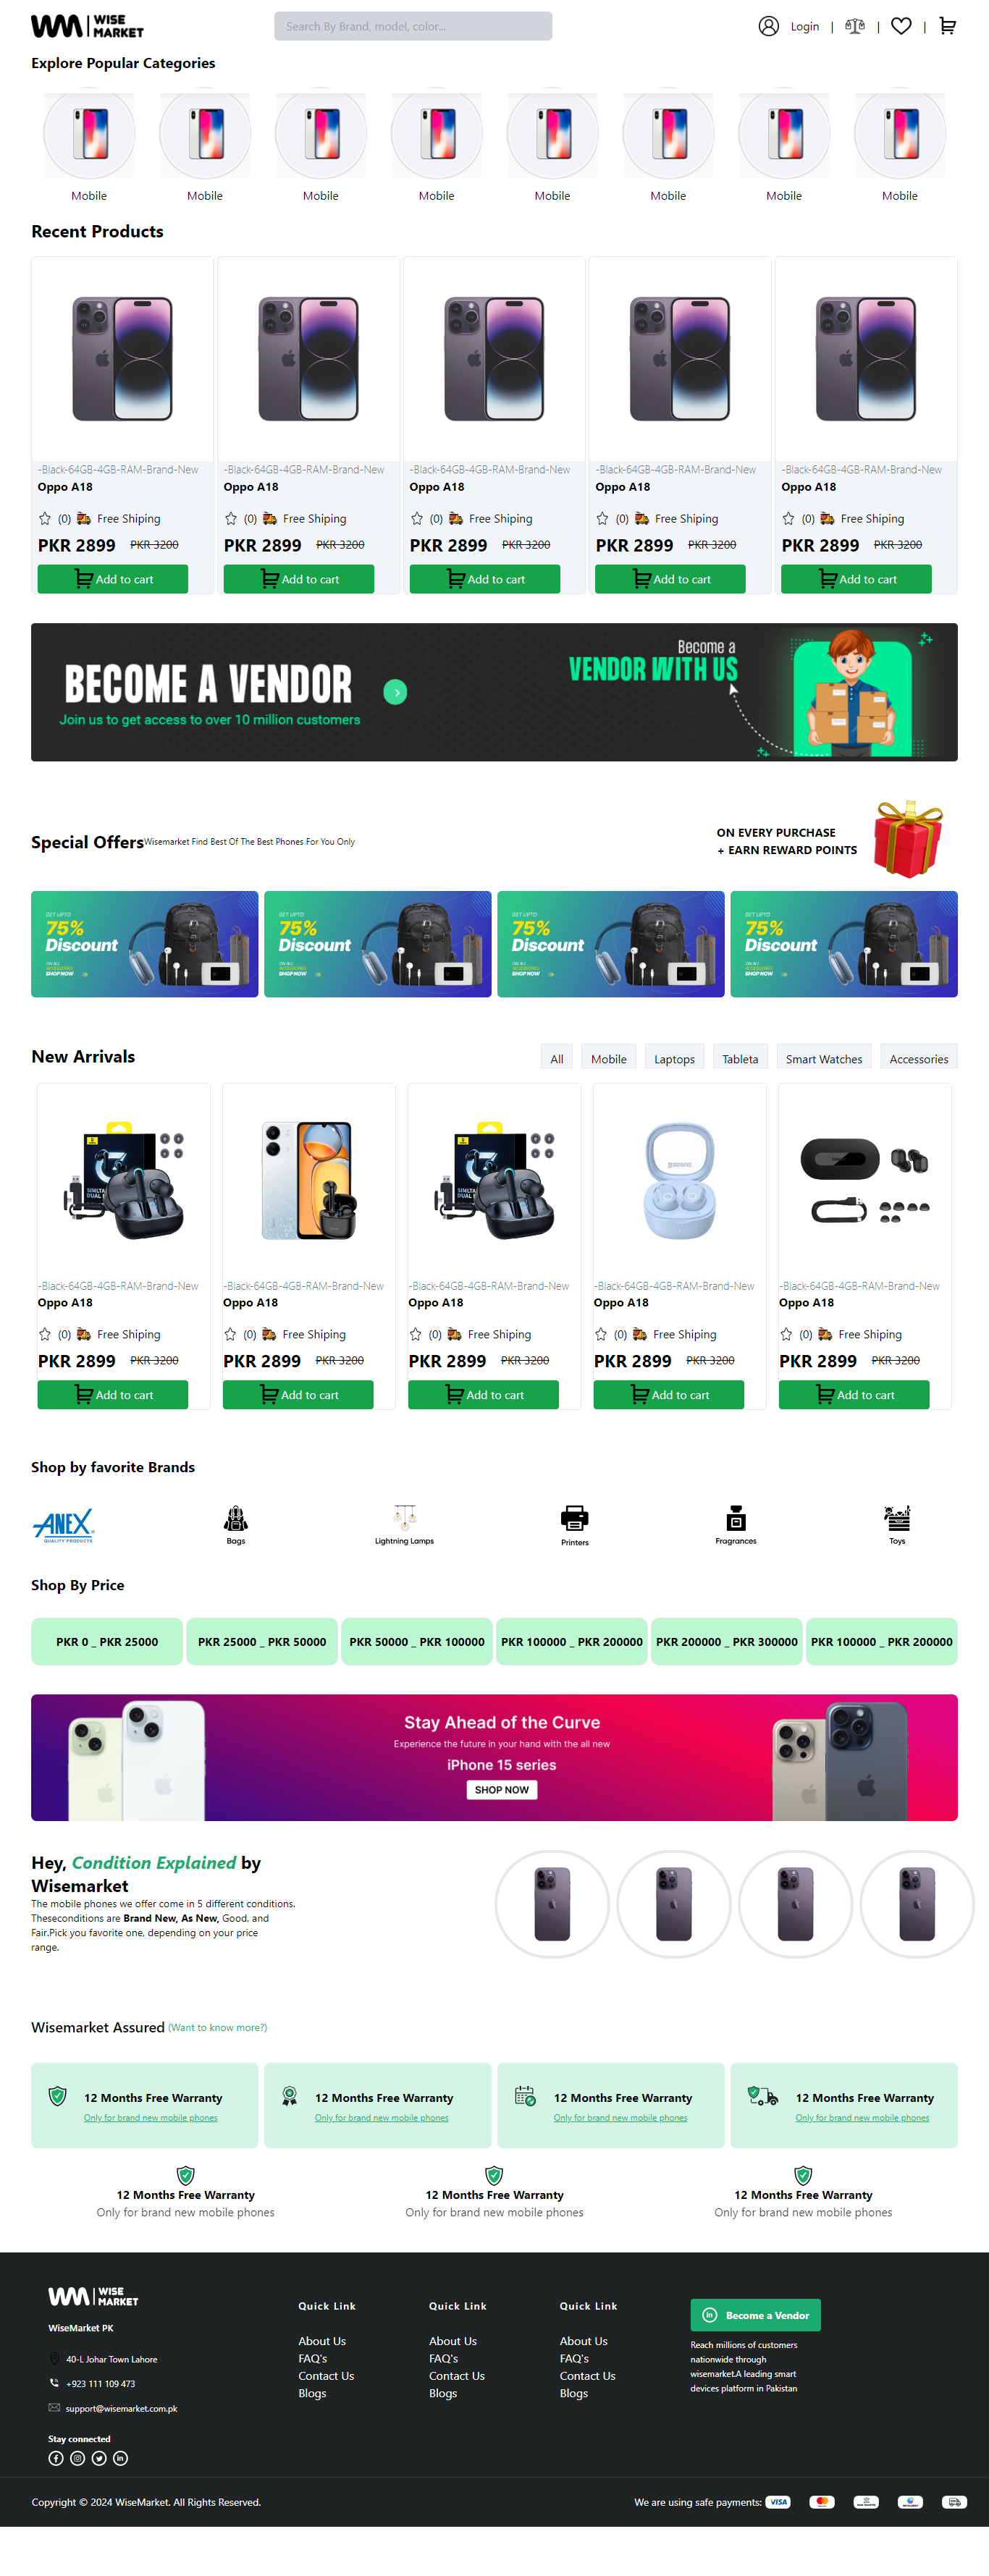 WM WISE
MARKET
Search By Brand, model, color...
Login | | |
Explore Popular Categories
Mobile Mobile Mobile Mobile Mobile Mobile Mobile Mobile
Recent Products
-Black-64GB-4GB-RAM-Brand-New -Black-64GB-4GB-RAM-Brand-New -Black-64GB-4GB-RAM-Brand-New -Black-64GB-4GB-RAM-Brand-New -Black-64GB-4GB-RAM-Brand-New
Oppo A18 Oppo A18 Oppo A18 Oppo A18 Oppo A18
(0) Free Shiping (0) Free Shiping (0) Free Shiping (0) Free Shiping (0) Free Shiping
PKR 2899 PKR 3200 PKR 2899 PKR 3200 PKR 2899 PKR 3200 PKR 2899 PKR 3200 PKR 2899 PKR 3200
Add to cart Add to cart Add to cart Add to cart Add to cart
BECOME A VENDOR
Join us to get access to over 10 million customers
Become a
VENDOR WITH US
Special Offers Wisemarket Find Best Of The Best Phones For You Only
ON EVERY PURCHASE
+ EARN REWARD POINTS
GET UPTO GET UPTO GET UPTO GET UPTO
75% 75% 75% 75%
Discount Discount Discount Discount
ON ALL ON ALL ON ALL ON ALL
ACCESSORIES ACCESSORIES ACCESSORIES ACCESSORIES
SHOP NOW SHOP NOW SHOP NOW SHOP NOW
New Arrivals
All Mobile Laptops Tableta Smart Watches Accessories
-Black-64GB-4GB-RAM-Brand-New -Black-64GB-4GB-RAM-Brand-New -Black-64GB-4GB-RAM-Brand-New -Black-64GB-4GB-RAM-Brand-New -Black-64GB-4GB-RAM-Brand-New
Oppo A18 Oppo A18 Oppo A18 Oppo A18 Oppo A18
(0) Free Shiping (0) Free Shiping (0) Free Shiping (0) Free Shiping (0) Free Shiping
PKR 2899 PKR 3200 PKR 2899 PKR 3200 PKR 2899 PKR 3200 PKR 2899 PKR 3200 PKR 2899 PKR 3200
Add to cart Add to cart Add to cart Add to cart Add to cart
Shop by favorite Brands
ANEX
QUALITY PRODUCTS
Bags Lightning Lamps Printers Fragrances Toys
Shop By Price
PKR 0 _ PKR 25000 PKR 25000 _ PKR 50000 PKR 50000 _ PKR 100000 PKR 100000 _ PKR 200000 PKR 200000 _ PKR 300000 PKR 100000 _ PKR 200000
Stay Ahead of the Curve
Experience the future in your hand with the all new
iPhone 15 series
SHOP NOW
Hey, Condition Explained by
Wisemarket
The mobile phones we offer come in 5 different conditions.
Theseconditions are Brand New, As New, Good, and
Fair.Pick you favorite one, depending on your price
range.
Wisemarket Assured (Want to know more?)
12 Months Free Warranty 12 Months Free Warranty 12 Months Free Warranty 12 Months Free Warranty
Only for brand new mobile phones Only for brand new mobile phones Only for brand new mobile phones Only for brand new mobile phones
12 Months Free Warranty 12 Months Free Warranty 12 Months Free Warranty
Only for brand new mobile phones Only for brand new mobile phones Only for brand new mobile phones
WM WISE
MARKET
WiseMarket PK
40-L Johar Town Lahore
+923 111 109 473
support@wisemarket.com.pk
Stay connected
Quick Link
About Us
FAQ's
Contact Us
Blogs
Quick Link
About Us
FAQ's
Contact Us
Blogs
Quick Link
About Us
FAQ's
Contact Us
Blogs
Become a Vendor
Reach millions of customers
nationwide through
wisemarket.A leading smart
devices platform in Pakistan
Copyright © 2024 WiseMarket. All Rights Reserved.
We are using safe payments: VISA